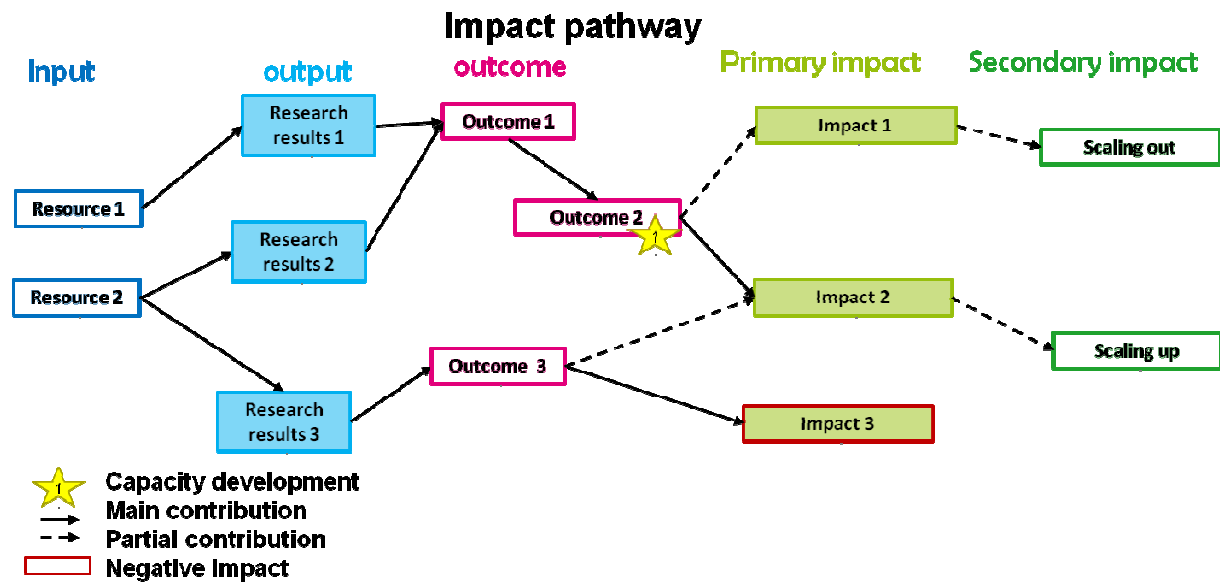 Impact pathway
Input
output
outcome
Primary impact
Secondary impact
Research
results 1
Outcome 1
Impact 1
Scaling out
Resource 1
Outcome 2
1
Research
results 2
Resource 2
Impact 2
Scaling up
Outcome 3
Research
results 3
Impact 3
1
Capacity development
Main contribution
Partial contribution
Negative Impact